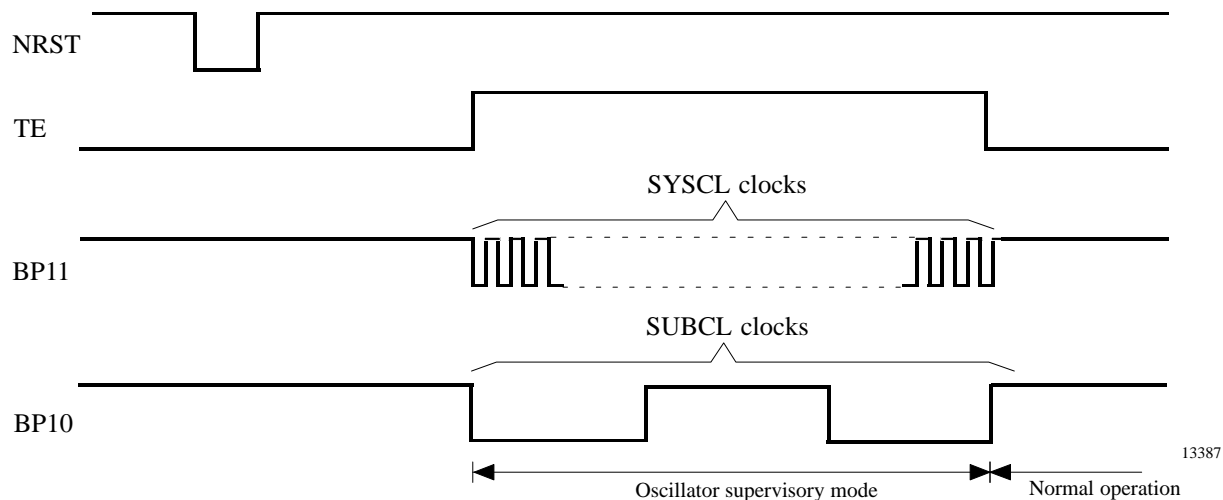 NRST
TE
SYSCL clocks
BP11
SUBCL clocks
BP10
13387
Oscillator supervisory mode
Normal operation